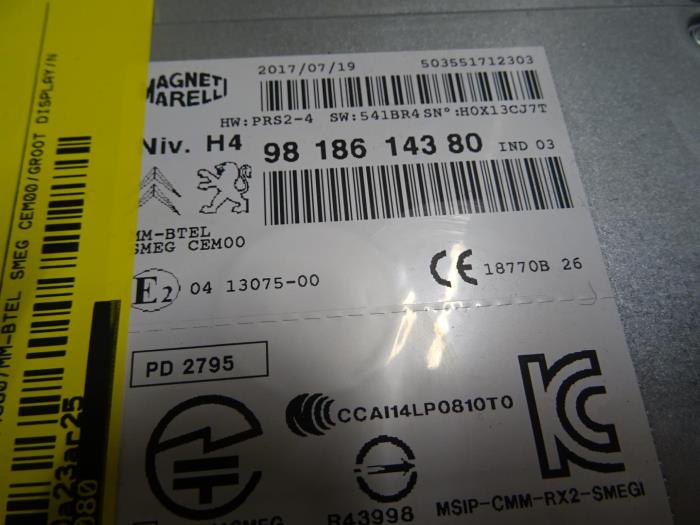 2017/07/19 503551712303
MAGNETI
MARELLI
HW:PRS2-4 SW:541BR4 SN°:H0X13CJ7T
Niv. H4 98 186 143 80 IND 03
MM-BTEL
SMEG CEM00
E2 04 13075-00 CE 18770B 26
PD 2795
CCAI14LP0810T0
R43998
MSIP-CMM-RX2-SMEGI
/MM-BTEL SMEG CEM00/GROOT DISPLAY/N
a23ar25
080